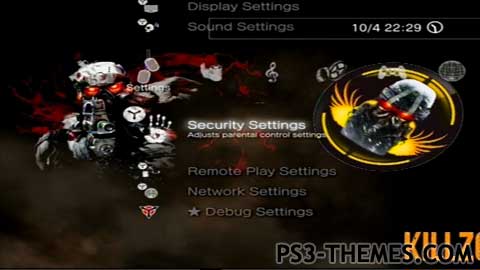 Display Settings
Sound Settings
10/4 22:29
Settings
Security Settings
Adjusts parental control settings
Remote Play Settings
Network Settings
★ Debug Settings
KILLZO
PS3-THEMES.COM